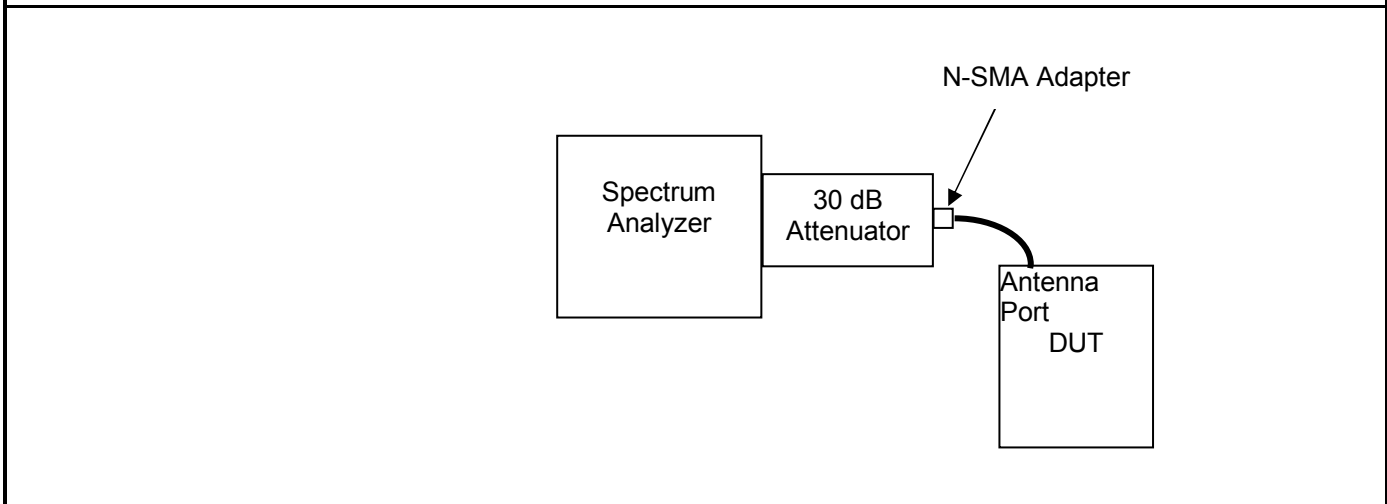 N-SMA Adapter
Spectrum
Analyzer
30 dB
Attenuator
Antenna
Port
DUT